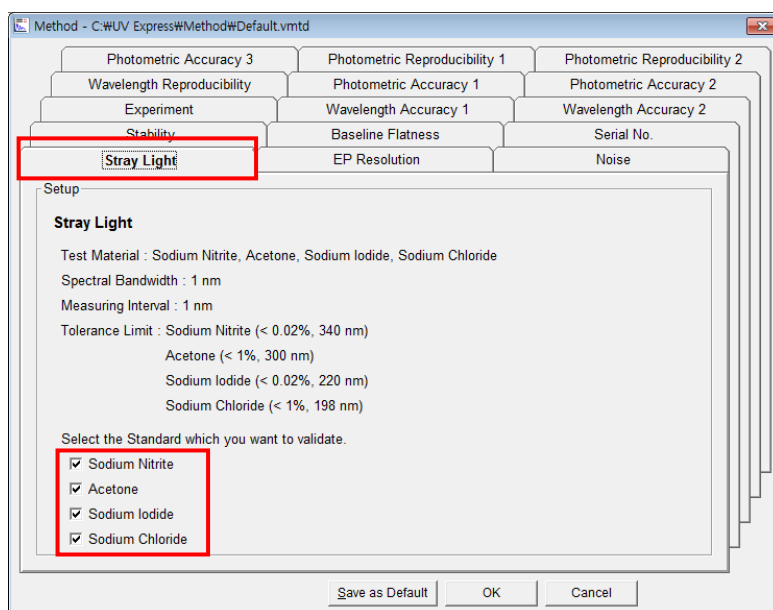 Method - C:₩UV Express₩Method₩Default.vmtd
Photometric Accuracy 3 Photometric Reproducibility 1 Photometric Reproducibility 2
Wavelength Reproducibility Photometric Accuracy 1 Photometric Accuracy 2
Experiment Wavelength Accuracy 1 Wavelength Accuracy 2
Stability Baseline Flatness Serial No.
Stray Light EP Resolution Noise
Setup
Stray Light
Test Material : Sodium Nitrite, Acetone, Sodium Iodide, Sodium Chloride
Spectral Bandwidth : 1 nm
Measuring Interval : 1 nm
Tolerance Limit : Sodium Nitrite (< 0.02%, 340 nm)
Acetone (< 1%, 300 nm)
Sodium Iodide (< 0.02%, 220 nm)
Sodium Chloride (< 1%, 198 nm)
Select the Standard which you want to validate.
Sodium Nitrite
Acetone
Sodium Iodide
Sodium Chloride
Save as Default OK Cancel